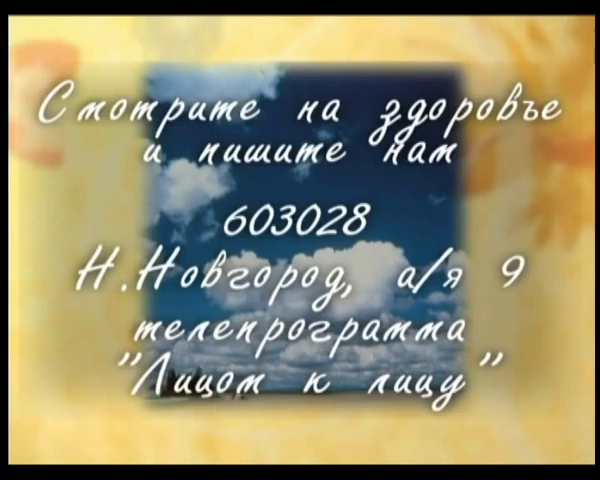 Смотрите на здоровье
и пишите нам
603028
Н.Новгород, а/я 9
телепрограмма
"Лицом к лицу"